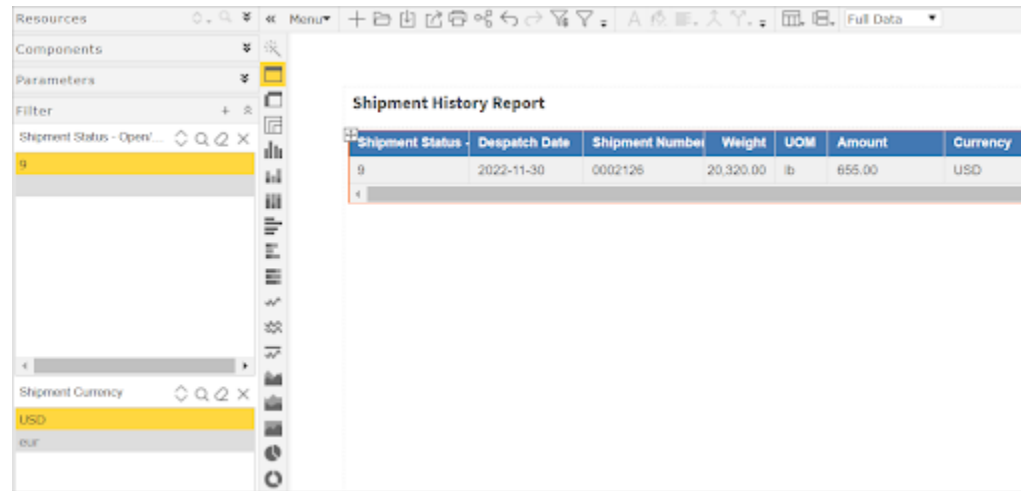 Resources
Menu
Full Data
Components
Parameters
Filter
Shipment Status - Open/...
9
Shipment Currency
USD
eur
Shipment History Report
Shipment Status - Despatch Date Shipment Number Weight UOM Amount Currency
9 2022-11-30 0002126 20,320.00 lb 655.00 USD